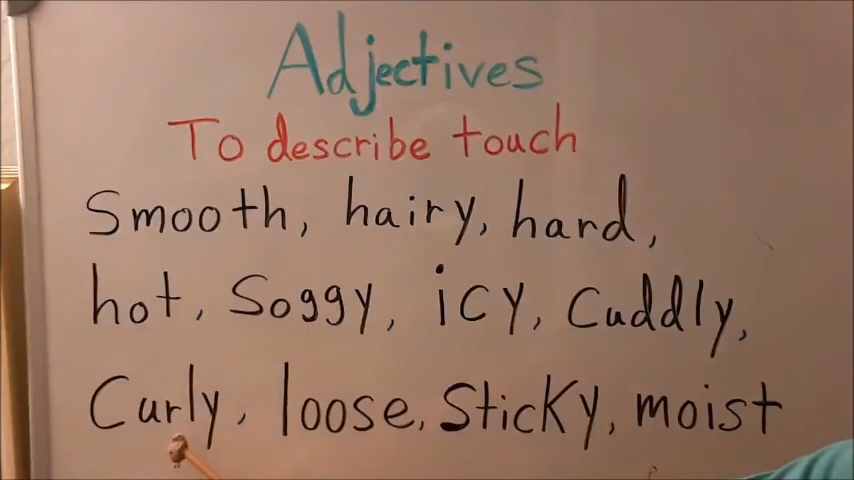 Adjectives
To describe touch
Smooth, hairy, hard,
hot, Soggy, icy, Cuddly,
Curly, loose, Sticky, moist